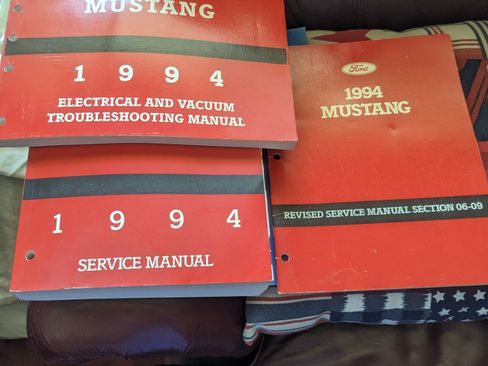 MUSTANG
1 9 9 4
ELECTRICAL AND VACUUM
TROUBLESHOOTING MANUAL
1 9 9 4
SERVICE MANUAL
Ford
1994
MUSTANG
REVISED SERVICE MANUAL SECTION 06-09